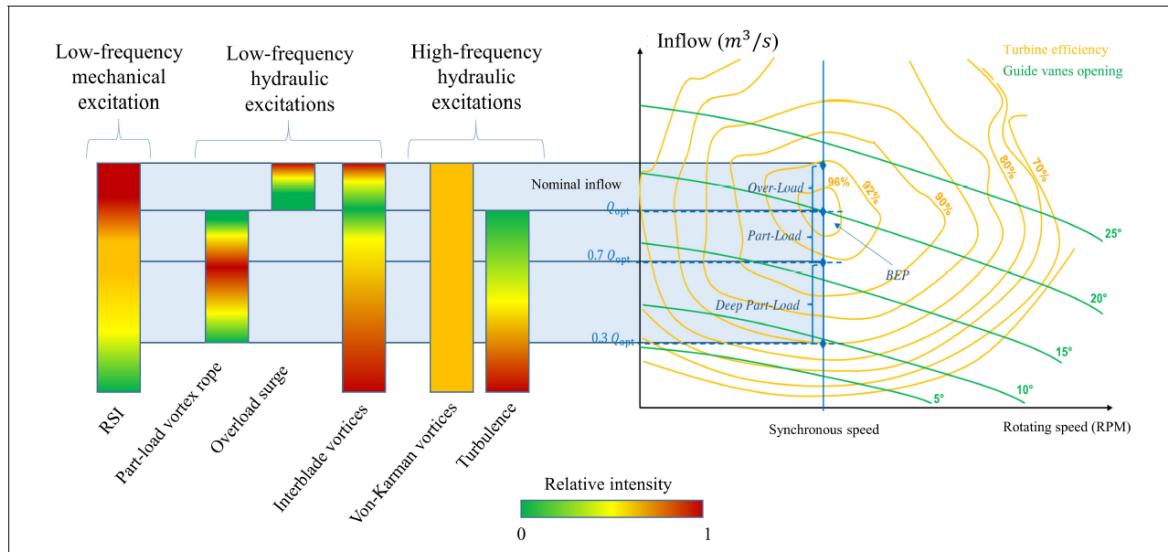 Low-frequency
mechanical
excitation
Low-frequency
hydraulic
excitations
High-frequency
hydraulic
excitations
Inflow (m³/s)
Turbine efficiency
Guide vanes opening
Nominal inflow
Q_opt
0.7 Q_opt
0.3 Q_opt
Over-Load
Part-Load
Deep Part-Load
BEP
96%
92%
90%
80%
70%
25°
20°
15°
10°
5°
Synchronous speed
Rotating speed (RPM)
RSI
Part-load vortex rope
Overload surge
Interblade vortices
Von-Karman vortices
Turbulence
Relative intensity
0
1